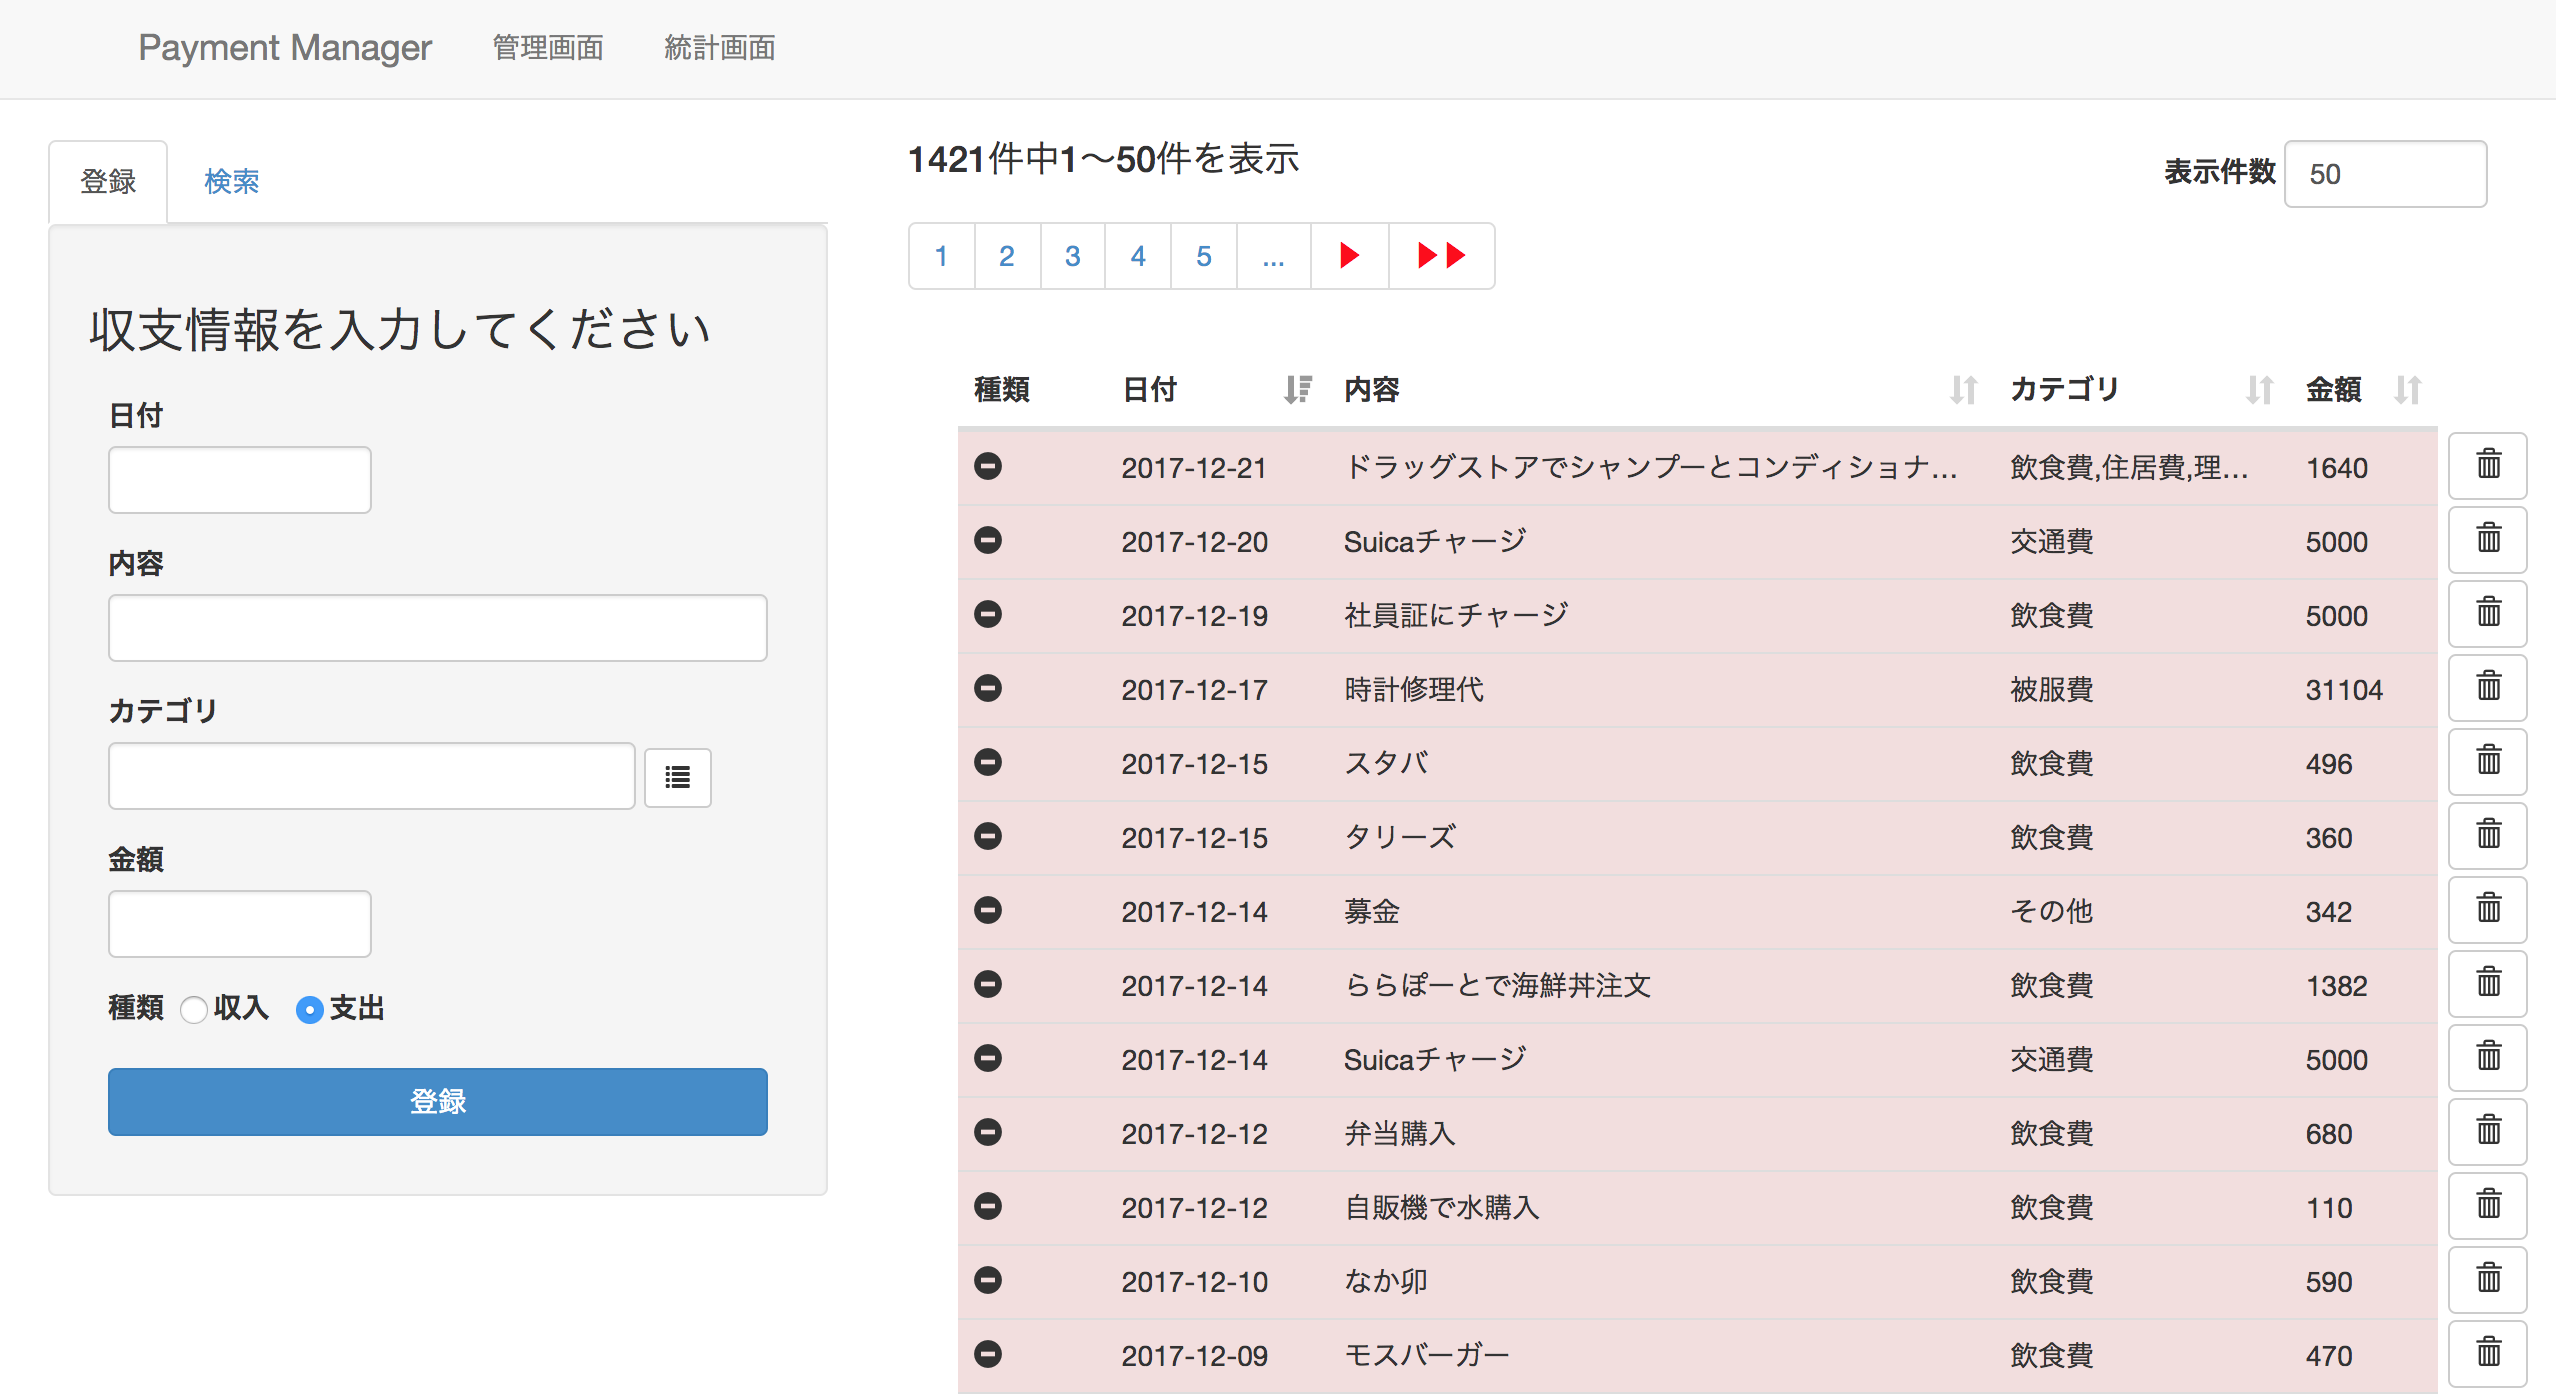 Payment Manager 管理画面 統計画面
登録 検索
収支情報を入力してください
日付
内容
カテゴリ
金額
種類 収入 支出
登録
1421件中1〜50件を表示
表示件数 50
1 2 3 4 5 ...
種類 日付 内容 カテゴリ 金額
2017-12-21 ドラッグストアでシャンプーとコンディショナ… 飲食費,住居費,理… 1640
2017-12-20 Suicaチャージ 交通費 5000
2017-12-19 社員証にチャージ 飲食費 5000
2017-12-17 時計修理代 被服費 31104
2017-12-15 スタバ 飲食費 496
2017-12-15 タリーズ 飲食費 360
2017-12-14 募金 その他 342
2017-12-14 ららぽーとで海鮮丼注文 飲食費 1382
2017-12-14 Suicaチャージ 交通費 5000
2017-12-12 弁当購入 飲食費 680
2017-12-12 自販機で水購入 飲食費 110
2017-12-10 なか卯 飲食費 590
2017-12-09 モスバーガー 飲食費 470